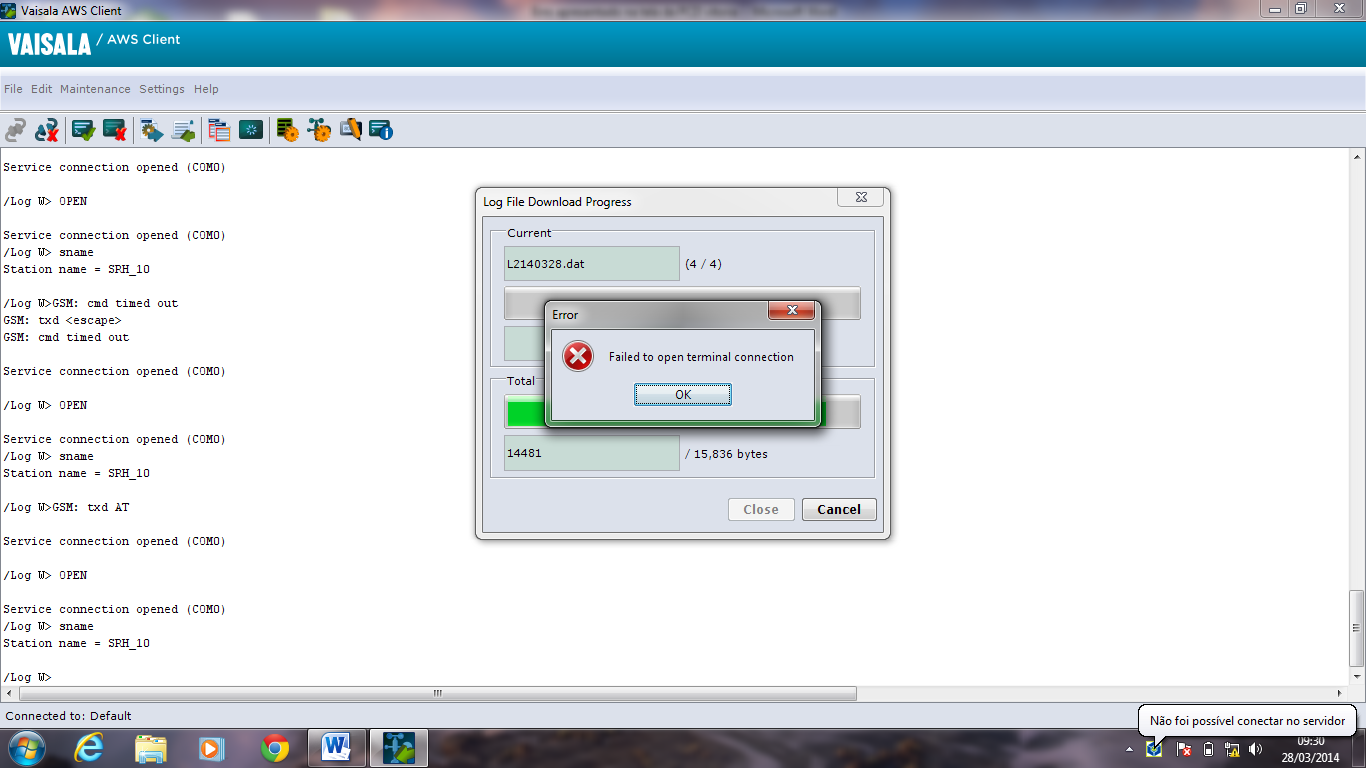 Vaisala AWS Client
VAISALA / AWS Client
File Edit Maintenance Settings Help
Service connection opened (COM0)
/Log W> OPEN
Service connection opened (COM0)
/Log W> sname
Station name = SRH_10
/Log W>GSM: cmd timed out
GSM: txd <escape>
GSM: cmd timed out
Service connection opened (COM0)
/Log W> OPEN
Service connection opened (COM0)
/Log W> sname
Station name = SRH_10
/Log W>GSM: txd AT
Service connection opened (COM0)
/Log W> OPEN
Service connection opened (COM0)
/Log W> sname
Station name = SRH_10
/Log W>
Log File Download Progress
Current
L2140328.dat (4 / 4)
Error
Failed to open terminal connection
OK
Total
14481 / 15,836 bytes
Close Cancel
Connected to: Default
Não foi possível conectar no servidor
09:30
28/03/2014